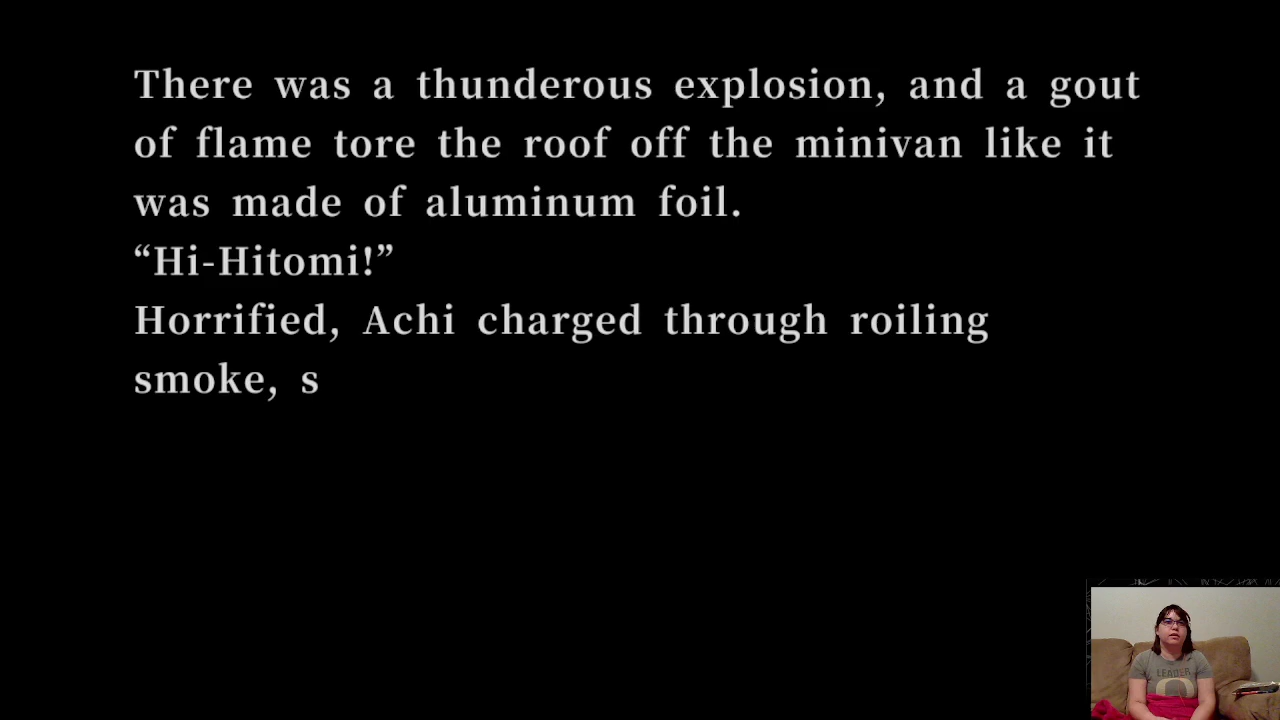 There was a thunderous explosion, and a gout
of flame tore the roof off the minivan like it
was made of aluminum foil.
“Hi-Hitomi!”
Horrified, Achi charged through roiling
smoke, s
LEADER